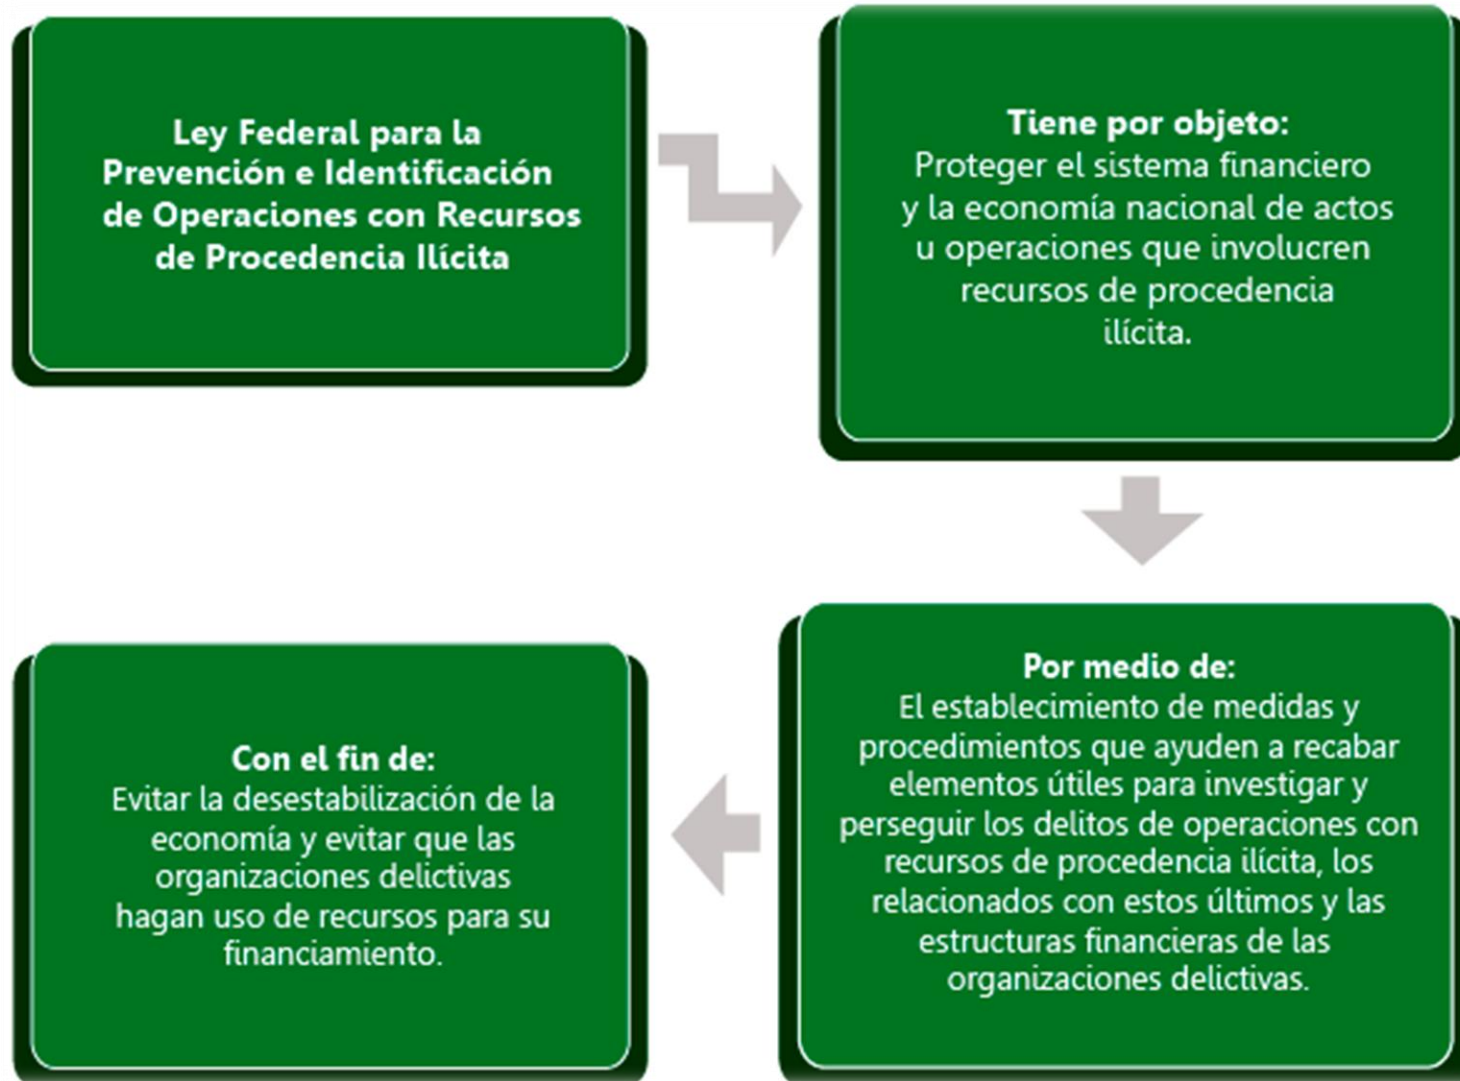 Ley Federal para la
Prevención e Identificación
de Operaciones con Recursos
de Procedencia Ilícita
Tiene por objeto:
Proteger el sistema financiero
y la economía nacional de actos
u operaciones que involucren
recursos de procedencia
ilícita.
Por medio de:
El establecimiento de medidas y
procedimientos que ayuden a recabar
elementos útiles para investigar y
perseguir los delitos de operaciones con
recursos de procedencia ilícita, los
relacionados con estos últimos y las
estructuras financieras de las
organizaciones delictivas.
Con el fin de:
Evitar la desestabilización de la
economía y evitar que las
organizaciones delictivas
hagan uso de recursos para su
financiamiento.